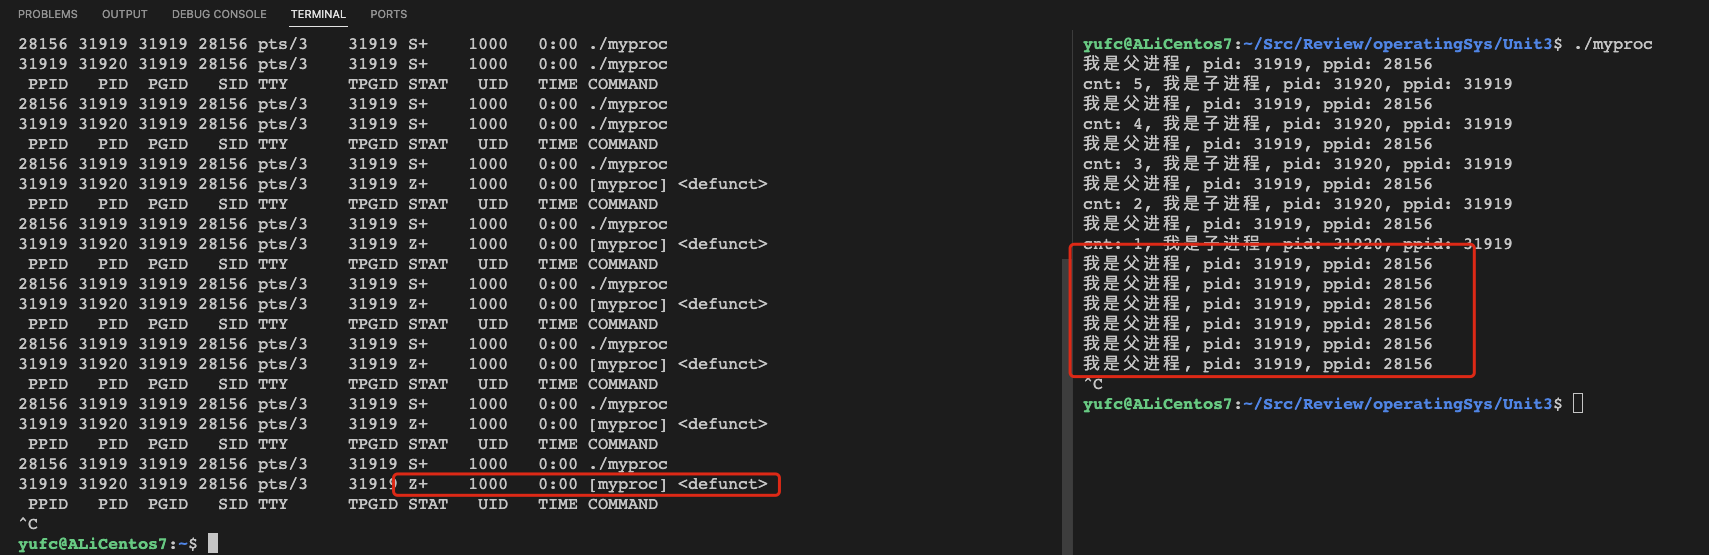 PROBLEMS OUTPUT DEBUG CONSOLE TERMINAL PORTS
28156 31919 31919 28156 pts/3 31919 S+ 1000 0:00 ./myproc
31919 31920 31919 28156 pts/3 31919 S+ 1000 0:00 ./myproc
PPID PID PGID SID TTY TPGID STAT UID TIME COMMAND
28156 31919 31919 28156 pts/3 31919 S+ 1000 0:00 ./myproc
31919 31920 31919 28156 pts/3 31919 S+ 1000 0:00 ./myproc
PPID PID PGID SID TTY TPGID STAT UID TIME COMMAND
28156 31919 31919 28156 pts/3 31919 S+ 1000 0:00 ./myproc
31919 31920 31919 28156 pts/3 31919 Z+ 1000 0:00 [myproc] <defunct>
PPID PID PGID SID TTY TPGID STAT UID TIME COMMAND
28156 31919 31919 28156 pts/3 31919 S+ 1000 0:00 ./myproc
31919 31920 31919 28156 pts/3 31919 Z+ 1000 0:00 [myproc] <defunct>
PPID PID PGID SID TTY TPGID STAT UID TIME COMMAND
28156 31919 31919 28156 pts/3 31919 S+ 1000 0:00 ./myproc
31919 31920 31919 28156 pts/3 31919 Z+ 1000 0:00 [myproc] <defunct>
PPID PID PGID SID TTY TPGID STAT UID TIME COMMAND
28156 31919 31919 28156 pts/3 31919 S+ 1000 0:00 ./myproc
31919 31920 31919 28156 pts/3 31919 Z+ 1000 0:00 [myproc] <defunct>
PPID PID PGID SID TTY TPGID STAT UID TIME COMMAND
28156 31919 31919 28156 pts/3 31919 S+ 1000 0:00 ./myproc
31919 31920 31919 28156 pts/3 31919 Z+ 1000 0:00 [myproc] <defunct>
PPID PID PGID SID TTY TPGID STAT UID TIME COMMAND
28156 31919 31919 28156 pts/3 31919 S+ 1000 0:00 ./myproc
31919 31920 31919 28156 pts/3 31919 Z+ 1000 0:00 [myproc] <defunct>
PPID PID PGID SID TTY TPGID STAT UID TIME COMMAND
^C
yufc@ALiCentos7:~$
yufc@ALiCentos7:~/Src/Review/operatingSys/Unit3$ ./myproc
我是父进程, pid: 31919, ppid: 28156
cnt: 5, 我是子进程, pid: 31920, ppid: 31919
我是父进程, pid: 31919, ppid: 28156
cnt: 4, 我是子进程, pid: 31920, ppid: 31919
我是父进程, pid: 31919, ppid: 28156
cnt: 3, 我是子进程, pid: 31920, ppid: 31919
我是父进程, pid: 31919, ppid: 28156
cnt: 2, 我是子进程, pid: 31920, ppid: 31919
我是父进程, pid: 31919, ppid: 28156
cnt: 1, 我是子进程, pid: 31920, ppid: 31919
我是父进程, pid: 31919, ppid: 28156
我是父进程, pid: 31919, ppid: 28156
我是父进程, pid: 31919, ppid: 28156
我是父进程, pid: 31919, ppid: 28156
我是父进程, pid: 31919, ppid: 28156
我是父进程, pid: 31919, ppid: 28156
^C
yufc@ALiCentos7:~/Src/Review/operatingSys/Unit3$